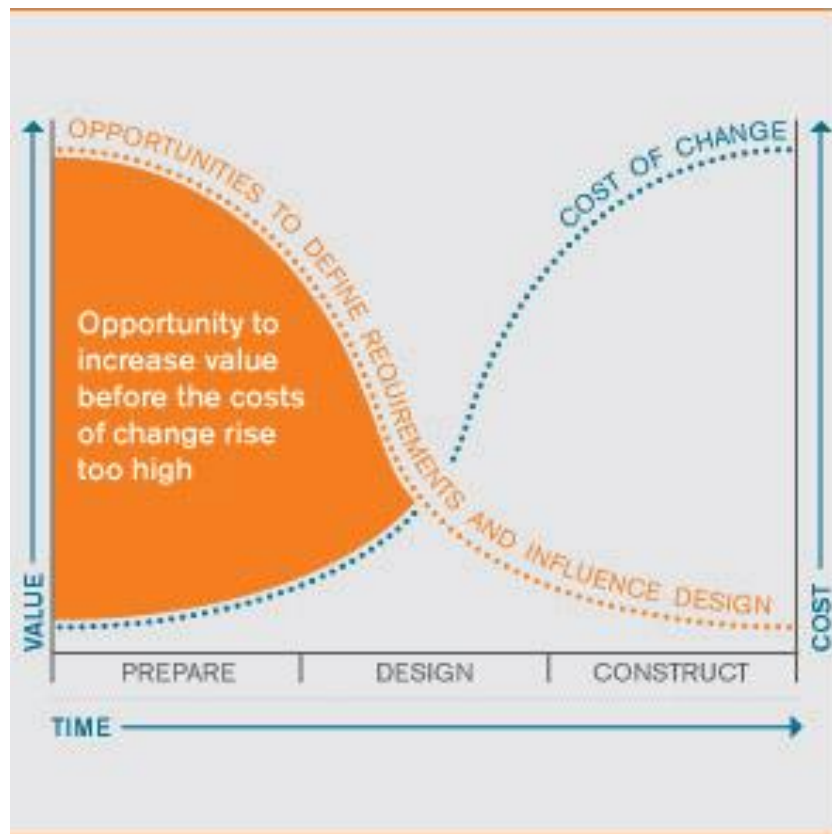 OPPORTUNITIES TO DEFINE REQUIREMENTS AND INFLUENCE DESIGN
COST OF CHANGE
Opportunity to
increase value
before the costs
of change rise
too high
VALUE
COST
PREPARE
DESIGN
CONSTRUCT
TIME